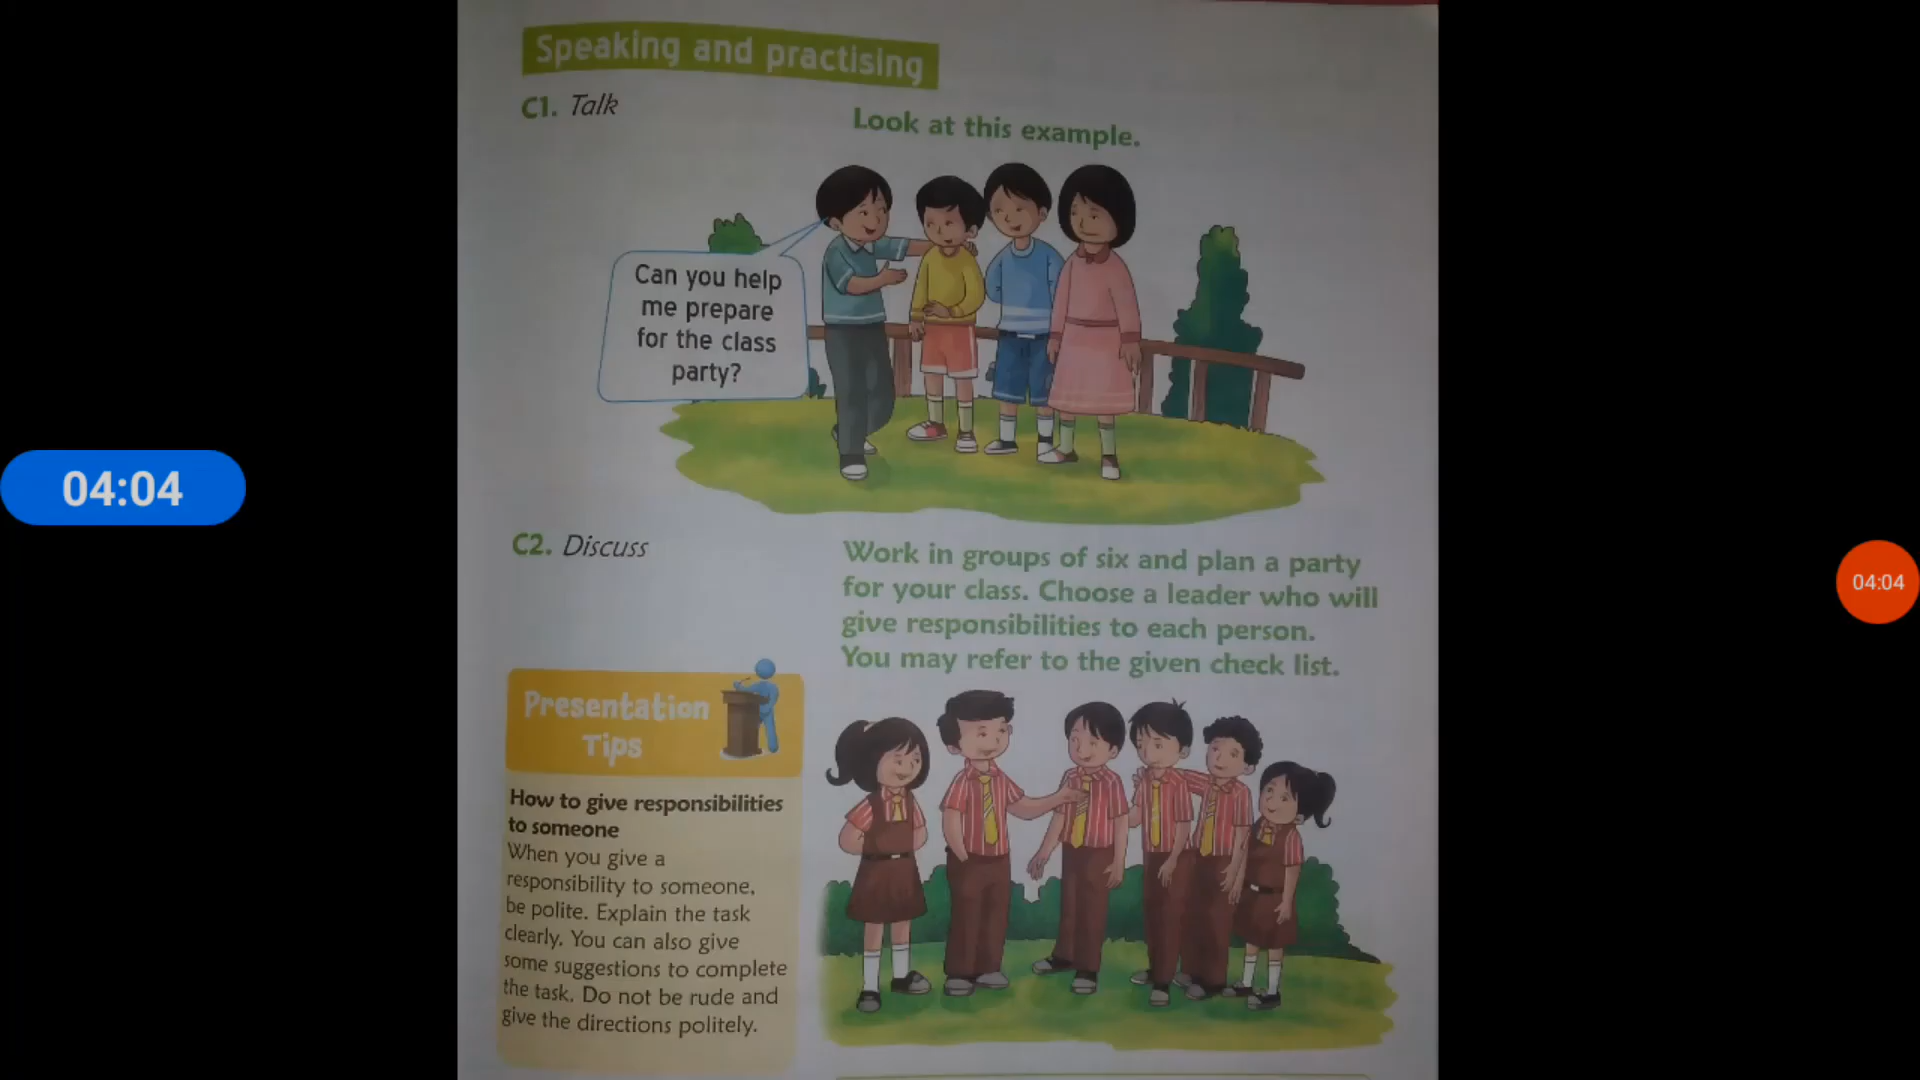 Speaking and practising
C1. Talk
Look at this example.
Can you help
me prepare
for the class
party?
04:04
C2. Discuss
Work in groups of six and plan a party
for your class. Choose a leader who will
give responsibilities to each person.
You may refer to the given check list.
04:04
Presentation
Tips
How to give responsibilities
to someone
When you give a
responsibility to someone,
be polite. Explain the task
clearly. You can also give
some suggestions to complete
the task. Do not be rude and
give the directions politely.